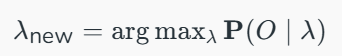 λnew = arg maxλ P(O | λ)